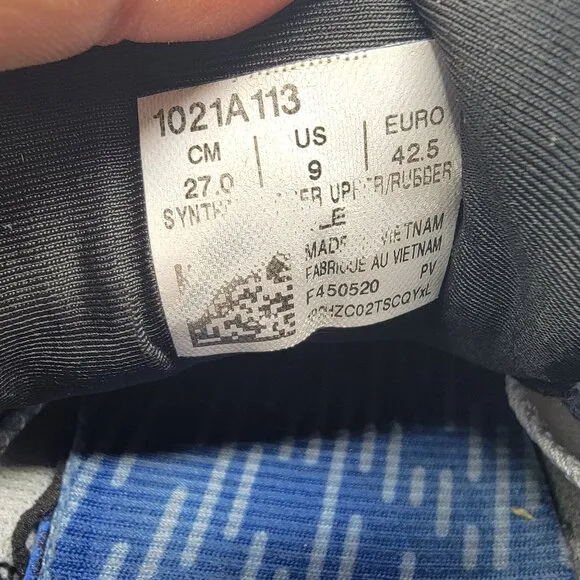 1021A113
CM US EURO
27.0 9 42.5
UPPER/RUBBER
MADE VIETNAM
FABRIQUE AU VIETNAM
F450520 PV